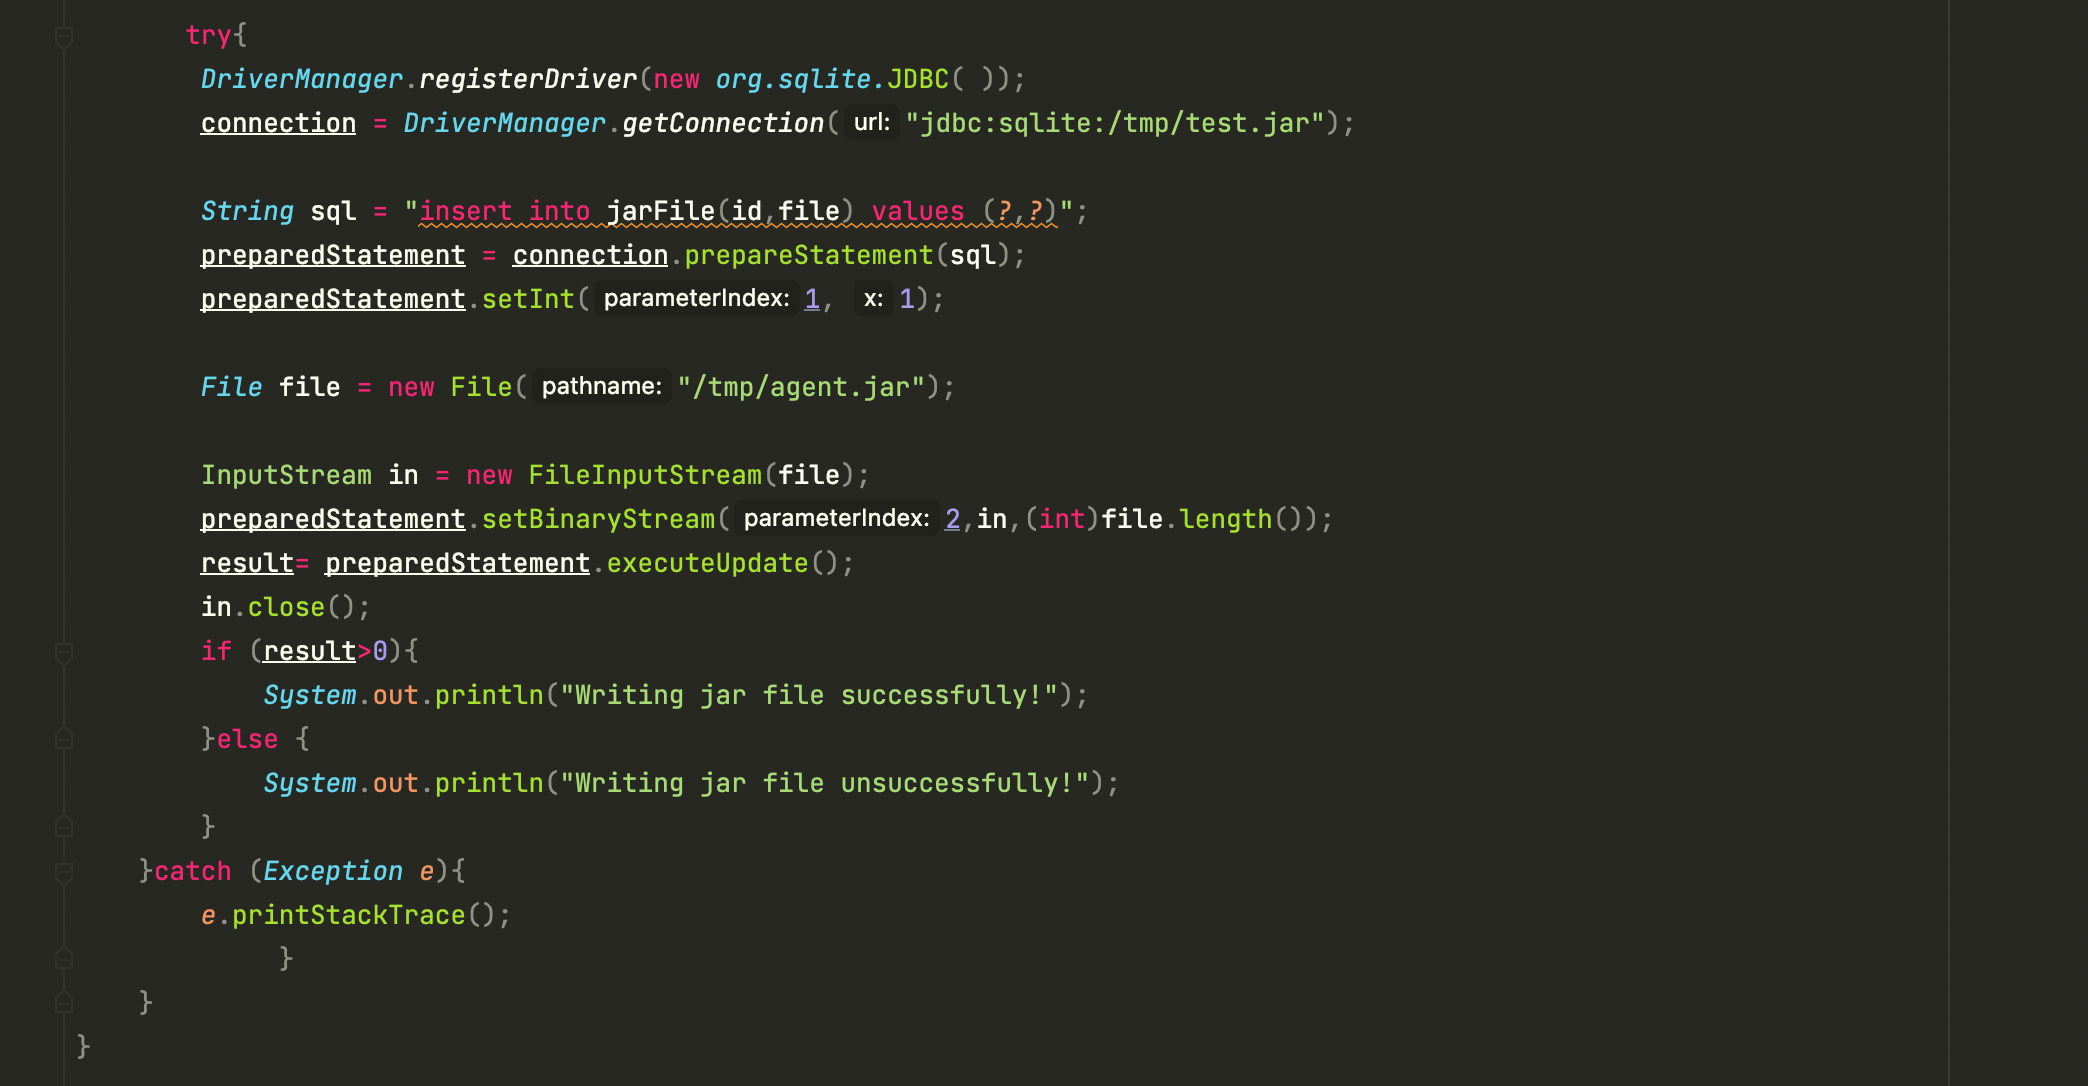 try{
DriverManager.registerDriver(new org.sqlite.JDBC( ));
connection = DriverManager.getConnection( url: "jdbc:sqlite:/tmp/test.jar");
String sql = "insert into jarFile(id,file) values (?,?)";
preparedStatement = connection.prepareStatement(sql);
preparedStatement.setInt( parameterIndex: 1, x: 1);
File file = new File( pathname: "/tmp/agent.jar");
InputStream in = new FileInputStream(file);
preparedStatement.setBinaryStream( parameterIndex: 2,in,(int)file.length());
result= preparedStatement.executeUpdate();
in.close();
if (result>0){
System.out.println("Writing jar file successfully!");
}else {
System.out.println("Writing jar file unsuccessfully!");
}
}catch (Exception e){
e.printStackTrace();
}
}
}